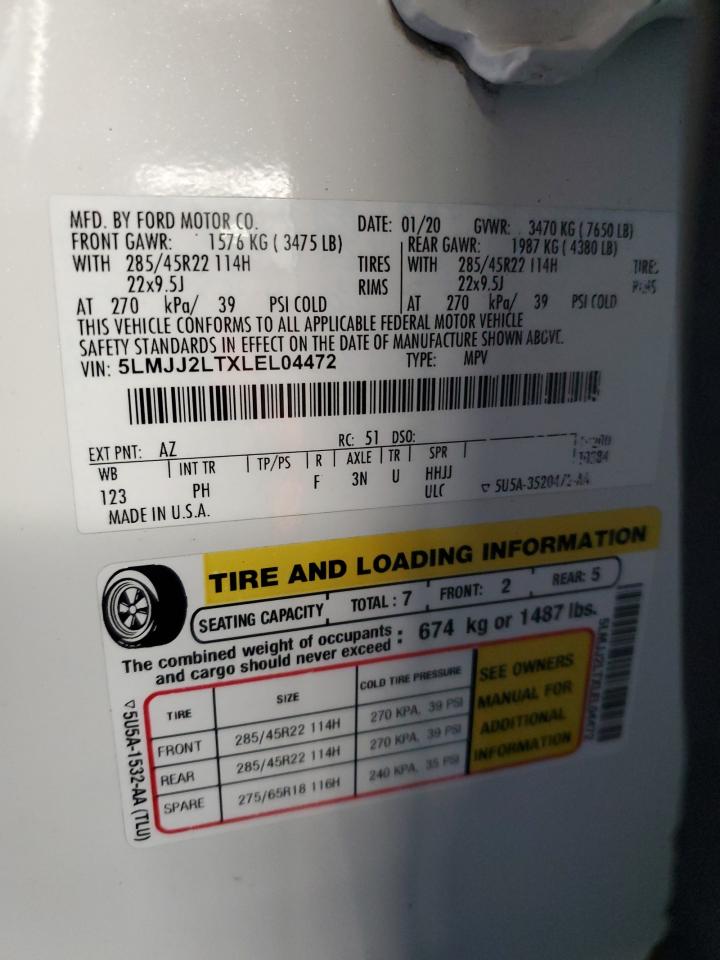 MFD. BY FORD MOTOR CO. DATE: 01/20 GVWR: 3470 KG ( 7650 LB)
FRONT GAWR: 1576 KG ( 3475 LB) REAR GAWR: 1987 KG ( 4380 LB)
WITH 285/45R22 114H TIRES WITH 285/45R22 114H TIRES
22x9.5J RIMS 22x9.5J RIMS
AT 270 kPa/ 39 PSI COLD AT 270 kPa/ 39 PSI COLD
THIS VEHICLE CONFORMS TO ALL APPLICABLE FEDERAL MOTOR VEHICLE
SAFETY STANDARDS IN EFFECT ON THE DATE OF MANUFACTURE SHOWN ABOVE.
VIN: 5LMJJ2LTXLEL04472 TYPE: MPV
EXT PNT: AZ RC: 51 DSO:
WB INT TR TP/PS R AXLE TR SPR
123 PH F 3N U HHJJ
ULC
MADE IN U.S.A.
TIRE AND LOADING INFORMATION
SEATING CAPACITY TOTAL : 7 FRONT: 2 REAR: 5
The combined weight of occupants and cargo should never exceed : 674 kg or 1487 lbs.
TIRE SIZE COLD TIRE PRESSURE
FRONT 285/45R22 114H 270 KPA, 39 PSI
REAR 285/45R22 114H 270 KPA, 39 PSI
SPARE 275/65R18 116H 240 KPA, 35 PSI
SEE OWNERS
MANUAL FOR
ADDITIONAL
INFORMATION
5U5A-1532-AA (TLU)
5LMJJ2LTXLEL04472